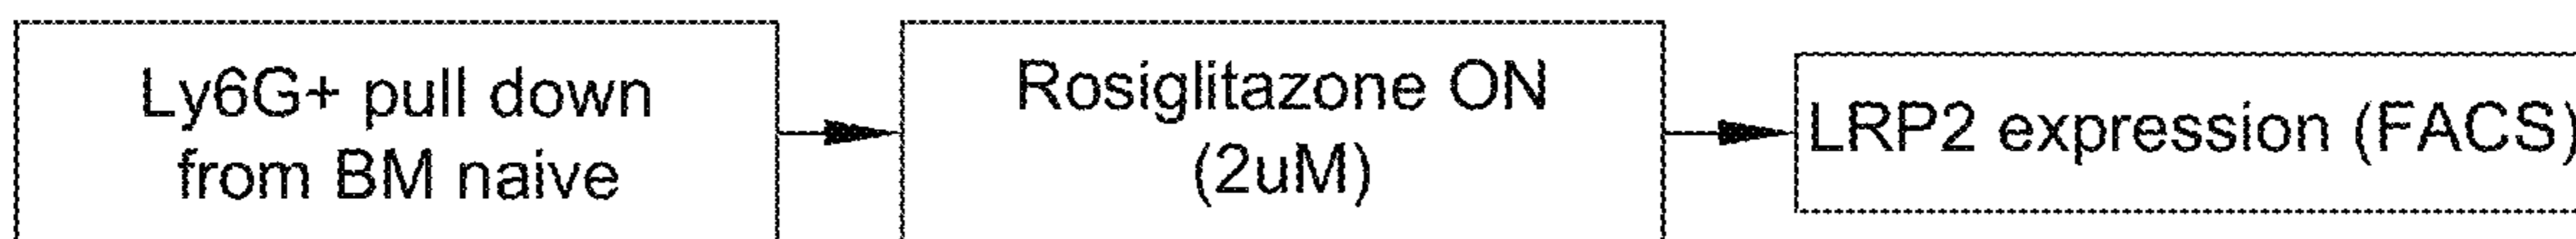 Ly6G+ pull down
from BM naive
Rosiglitazone ON
(2uM)
LRP2 expression (FACS)